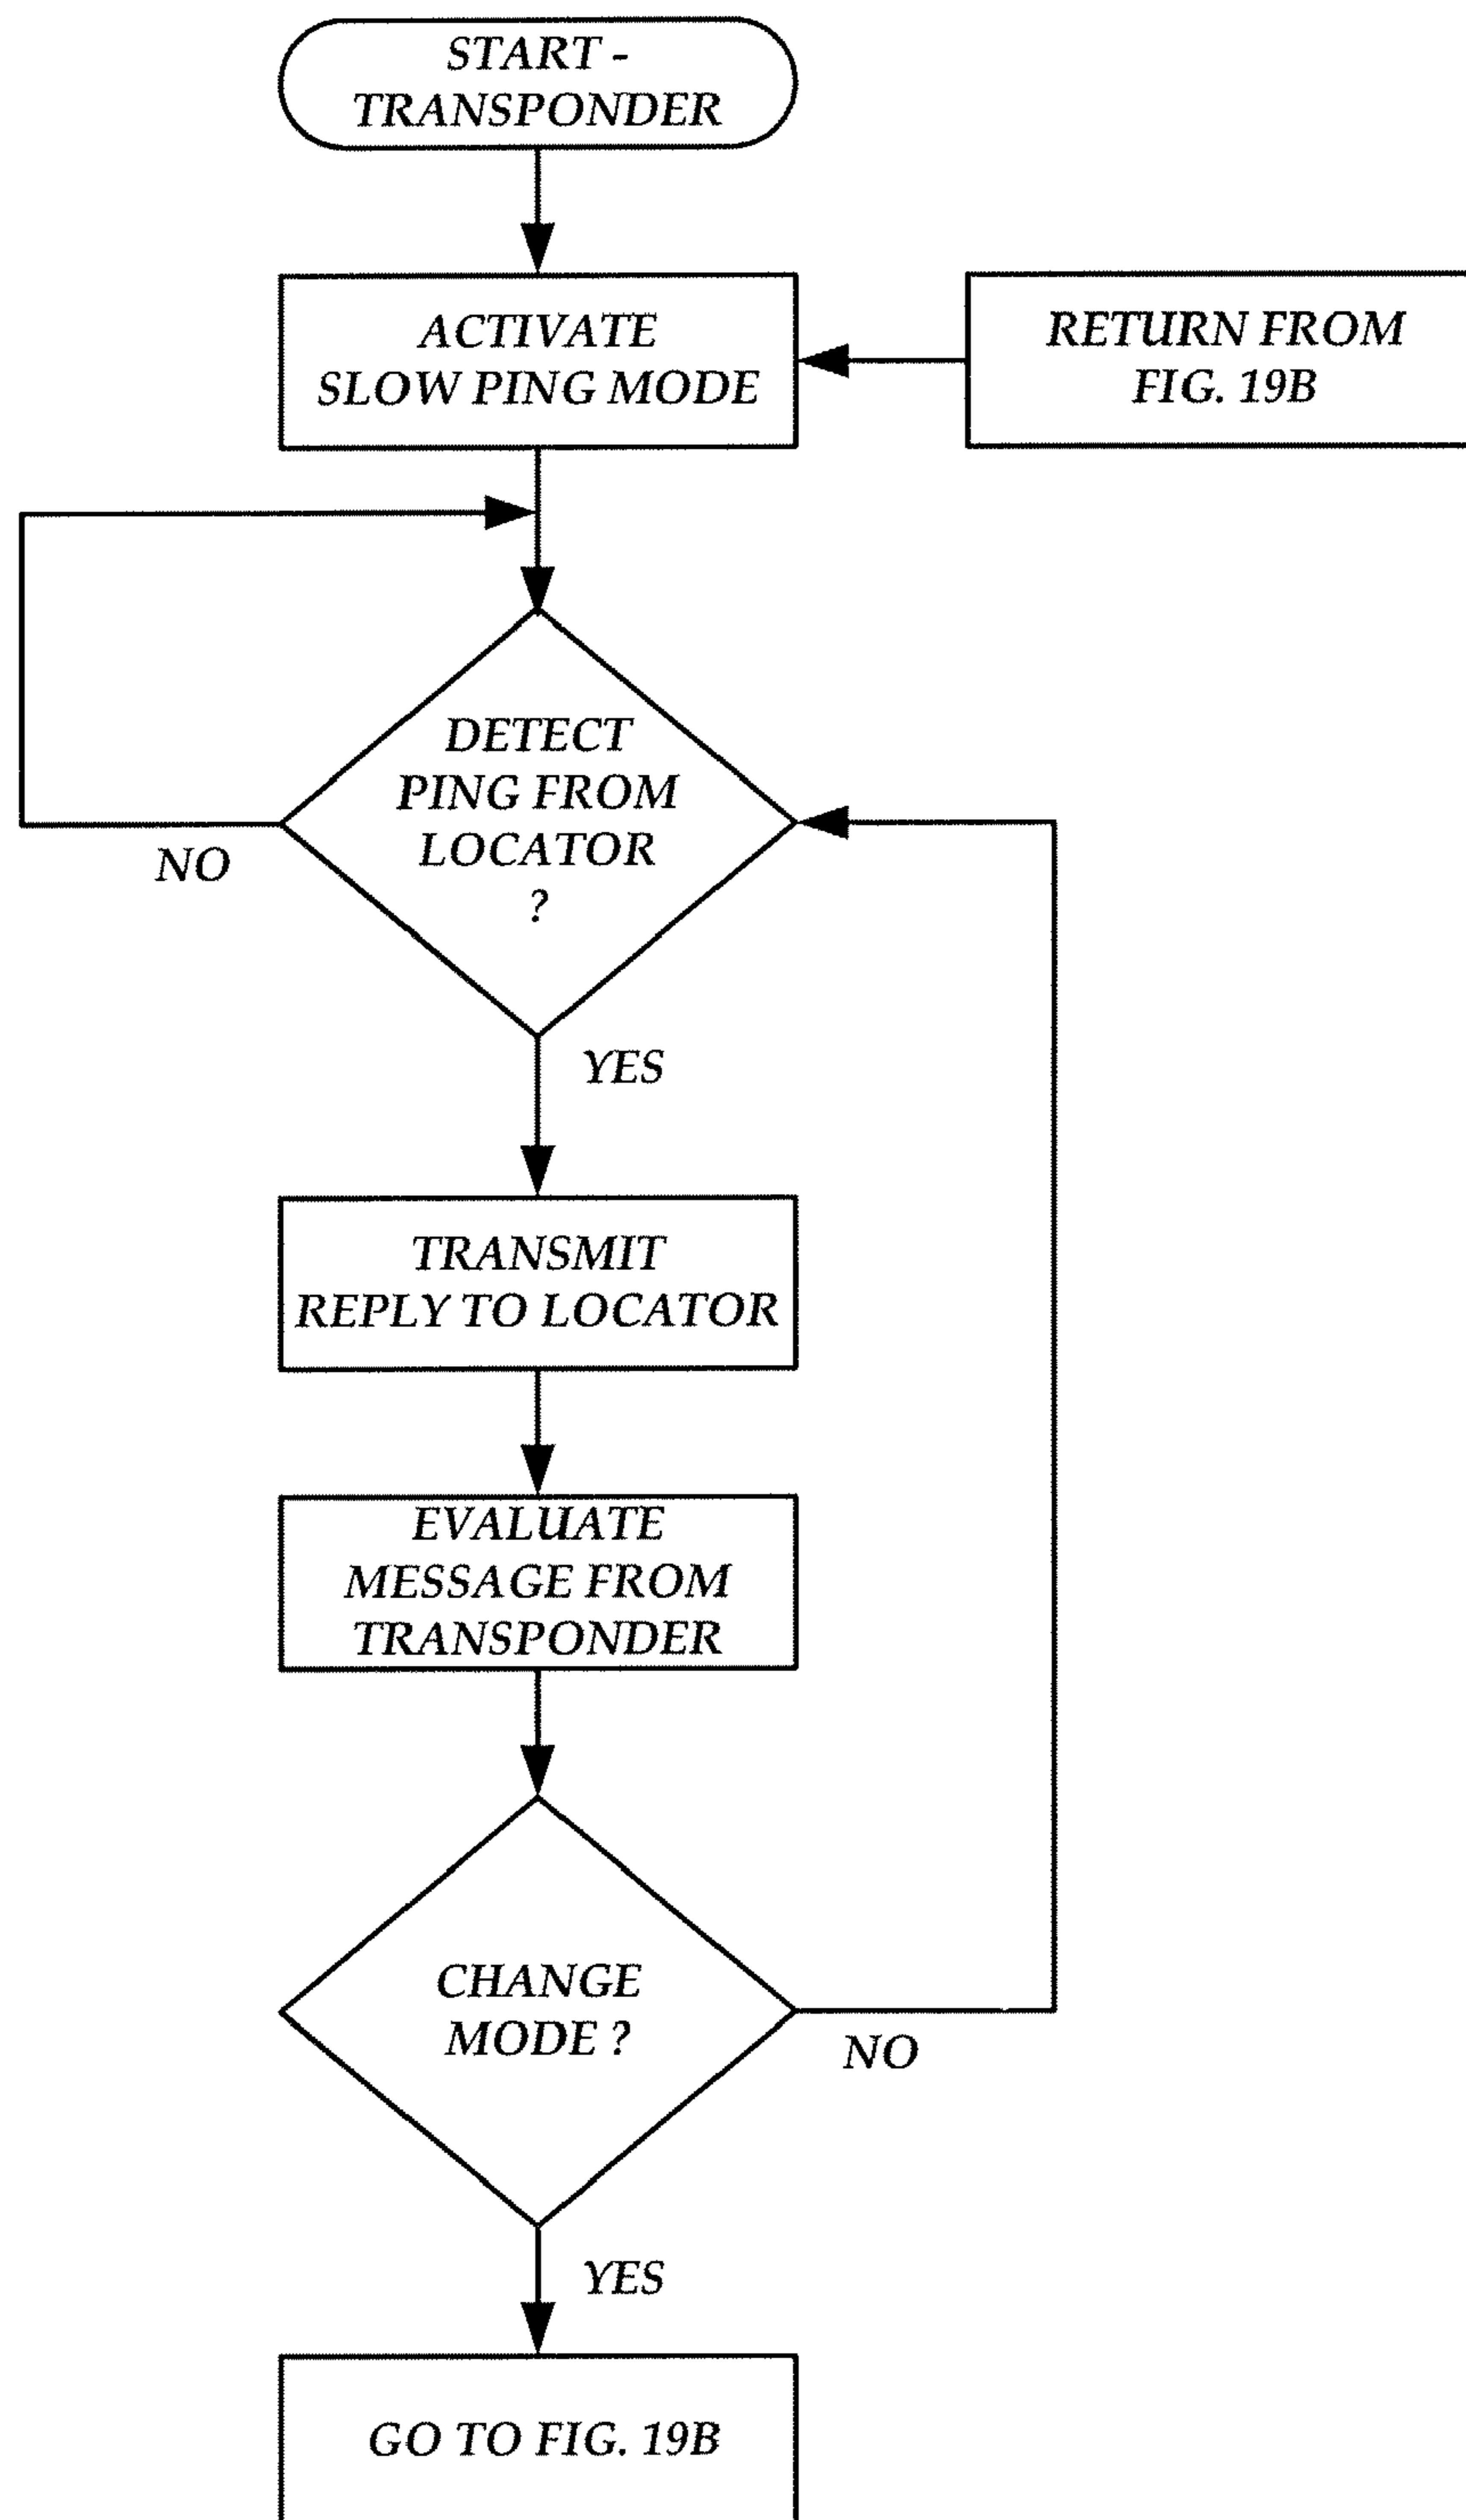 START -
TRANSPONDER
ACTIVATE
SLOW PING MODE
RETURN FROM
FIG. 19B
DETECT
PING FROM
LOCATOR
?
NO
YES
TRANSMIT
REPLY TO LOCATOR
EVALUATE
MESSAGE FROM
TRANSPONDER
CHANGE
MODE ?
NO
YES
GO TO FIG. 19B